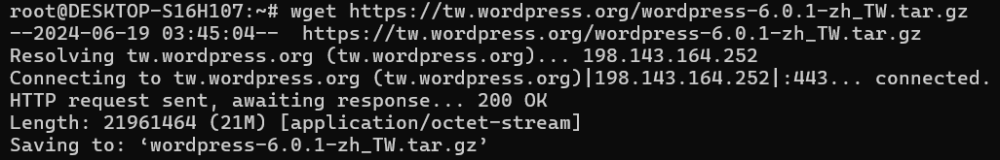 root@DESKTOP-S16H107:~# wget https://tw.wordpress.org/wordpress-6.0.1-zh_TW.tar.gz
--2024-06-19 03:45:04--  https://tw.wordpress.org/wordpress-6.0.1-zh_TW.tar.gz
Resolving tw.wordpress.org (tw.wordpress.org)... 198.143.164.252
Connecting to tw.wordpress.org (tw.wordpress.org)|198.143.164.252|:443... connected.
HTTP request sent, awaiting response... 200 OK
Length: 21961464 (21M) [application/octet-stream]
Saving to: ‘wordpress-6.0.1-zh_TW.tar.gz’